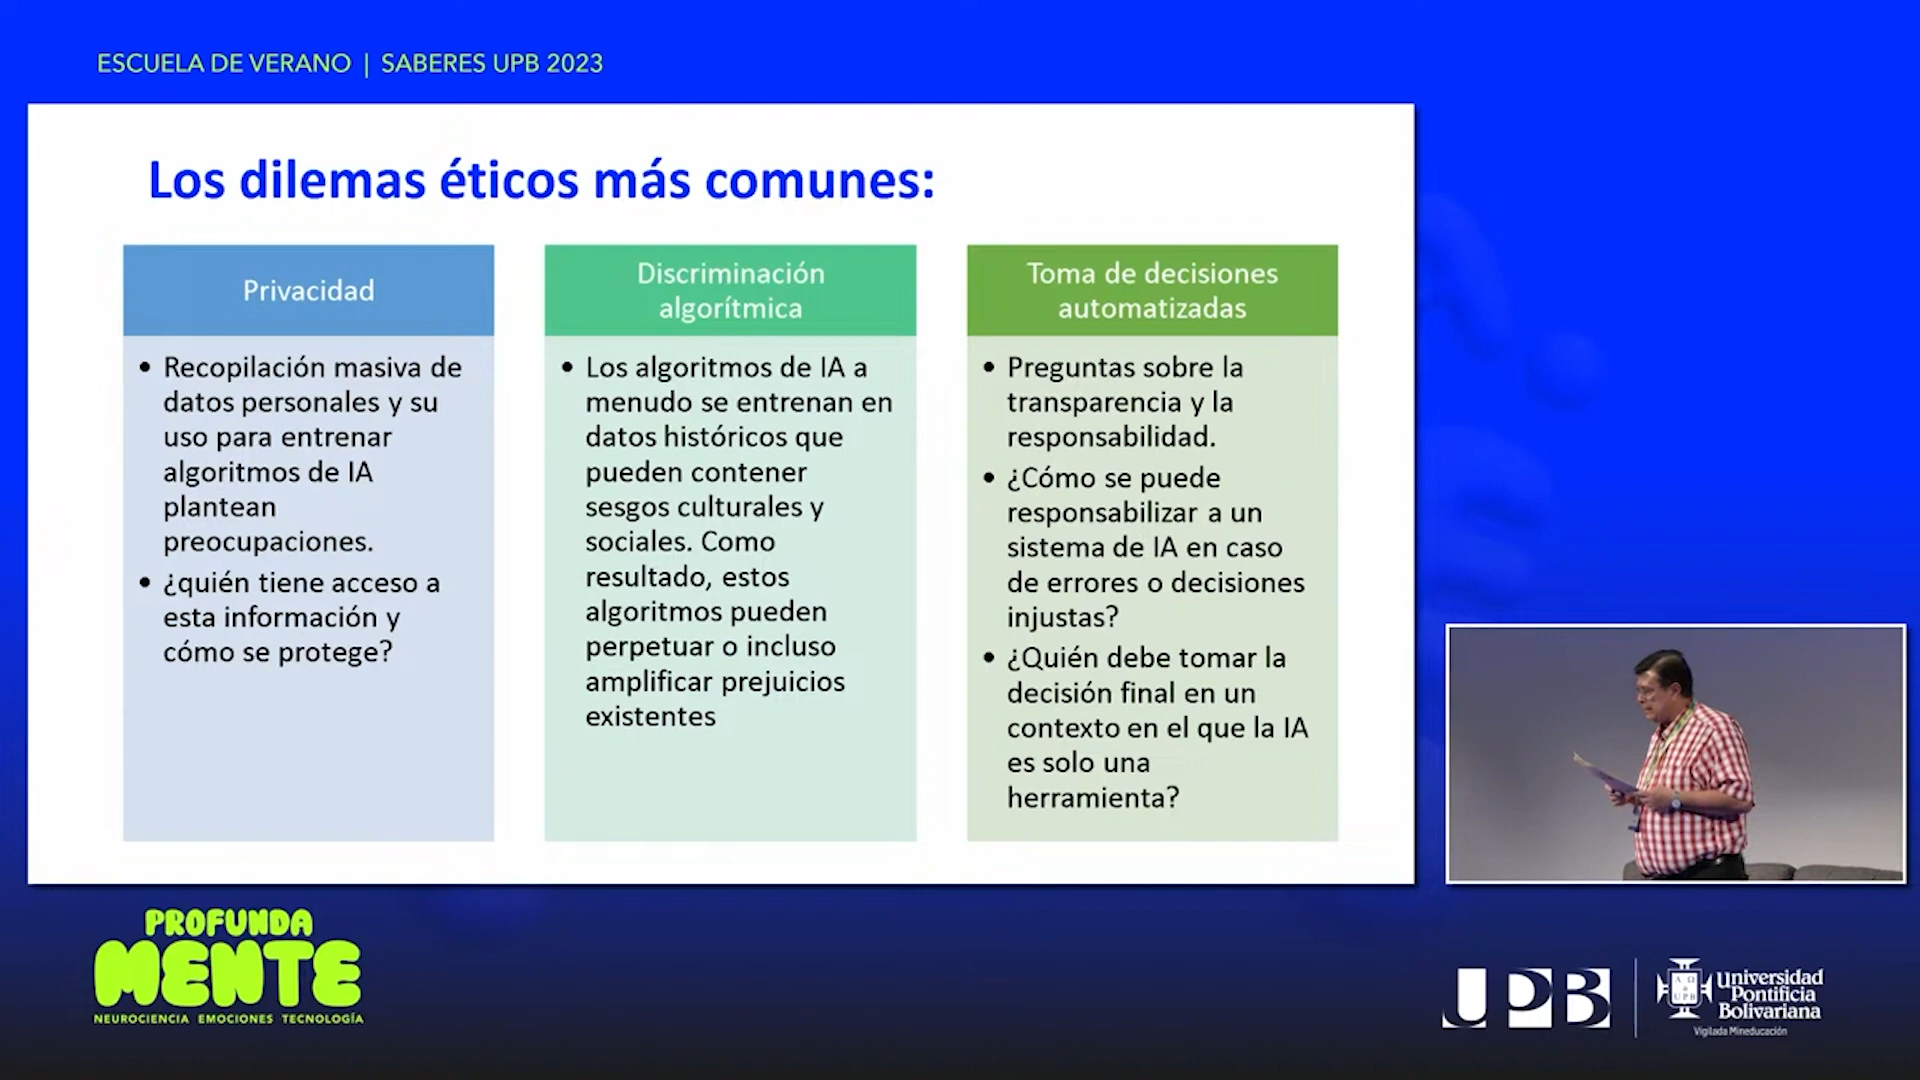 ESCUELA DE VERANO | SABERES UPB 2023
Los dilemas éticos más comunes:
Privacidad
• Recopilación masiva de
datos personales y su
uso para entrenar
algoritmos de IA
plantean
preocupaciones.
• ¿quién tiene acceso a
esta información y
cómo se protege?
Discriminación
algorítmica
• Los algoritmos de IA a
menudo se entrenan en
datos históricos que
pueden contener
sesgos culturales y
sociales. Como
resultado, estos
algoritmos pueden
perpetuar o incluso
amplificar prejuicios
existentes
Toma de decisiones
automatizadas
• Preguntas sobre la
transparencia y la
responsabilidad.
• ¿Cómo se puede
responsabilizar a un
sistema de IA en caso
de errores o decisiones
injustas?
• ¿Quién debe tomar la
decisión final en un
contexto en el que la IA
es solo una
herramienta?
PROFUNDA
MENTE
NEUROCIENCIA EMOCIONES TECNOLOGÍA
UPB
Universidad
Pontificia
Bolivariana
Vigilada Mineducación